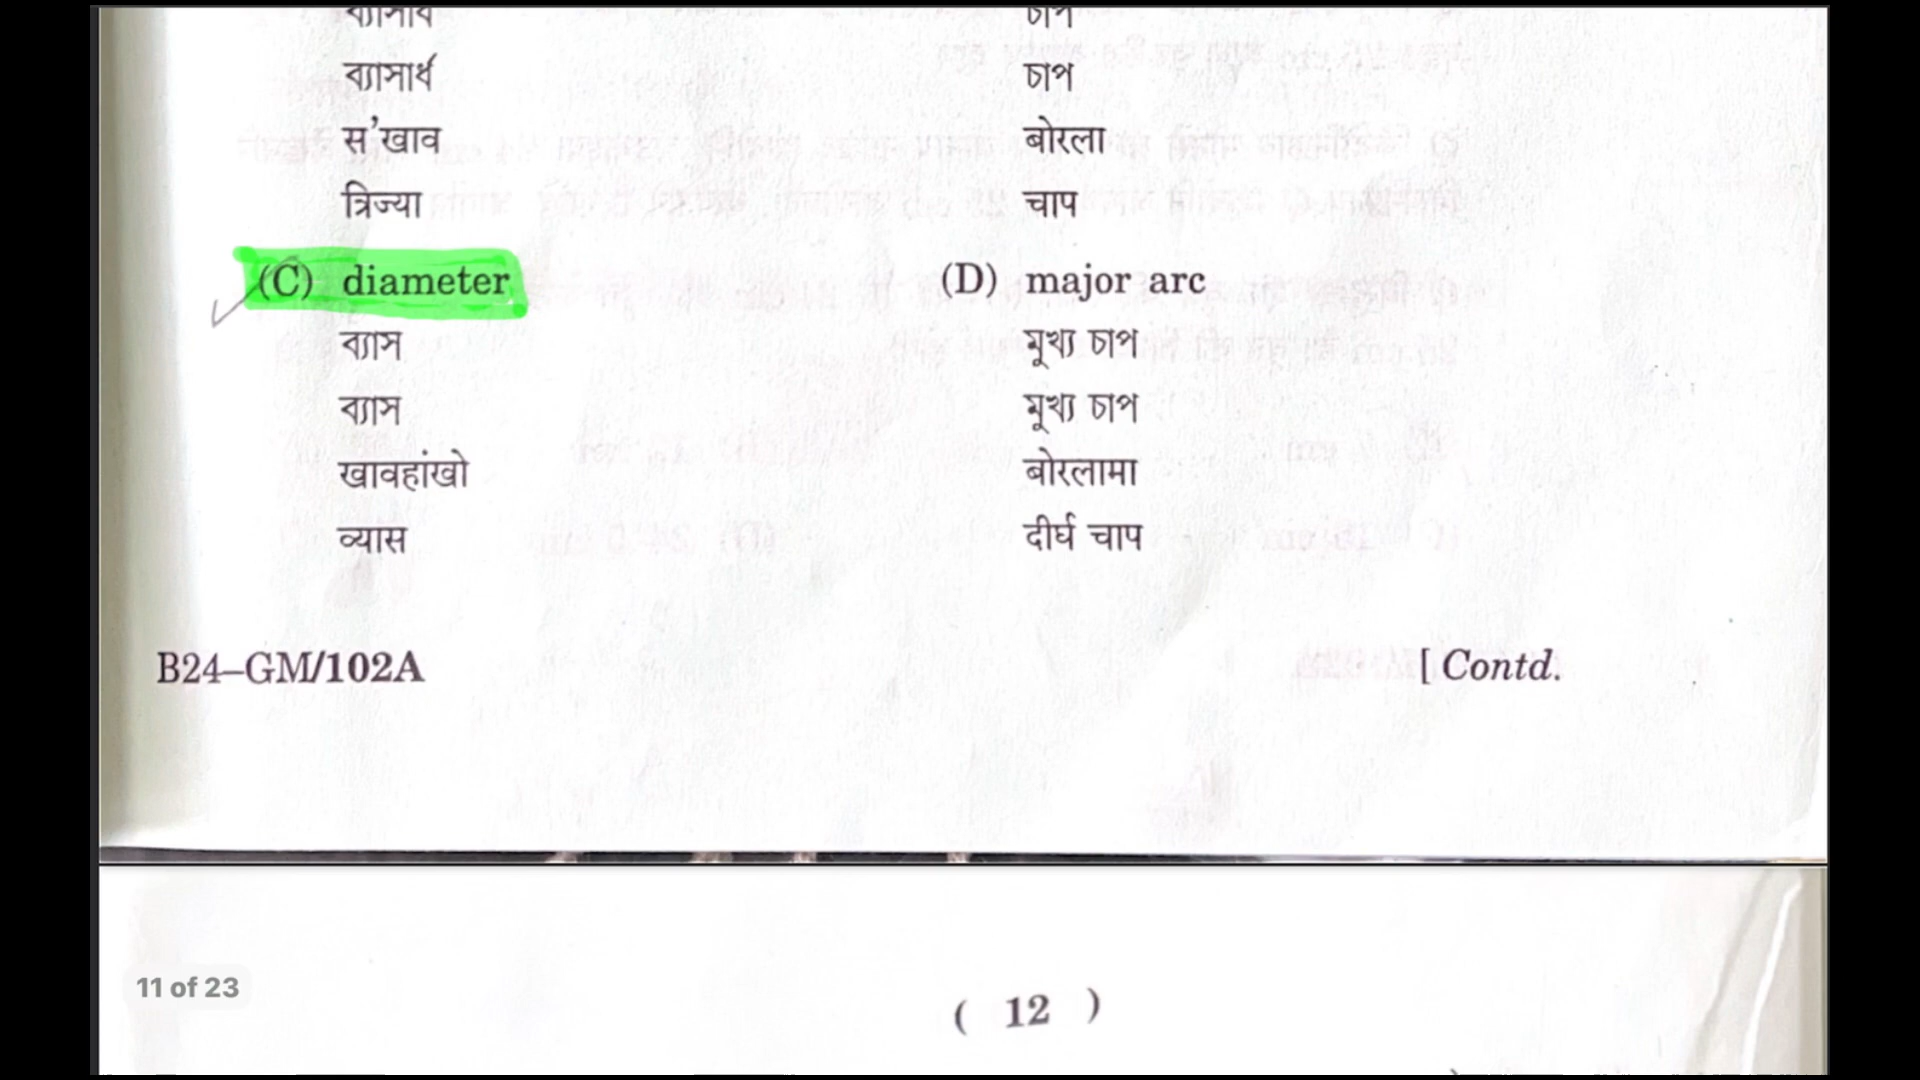 ব্যাসার্ধ চাপ
ব্যাসার্ধ চাপ
स'खाव बोरला
त्रिज्या चाप
(C) diameter (D) major arc
ব্যাস মুখ্য চাপ
ব্যাস মুখ্য চাপ
खावहांखो बोरलामा
व्यास दीर्घ चाप
B24–GM/102A [ Contd.
11 of 23
( 12 )